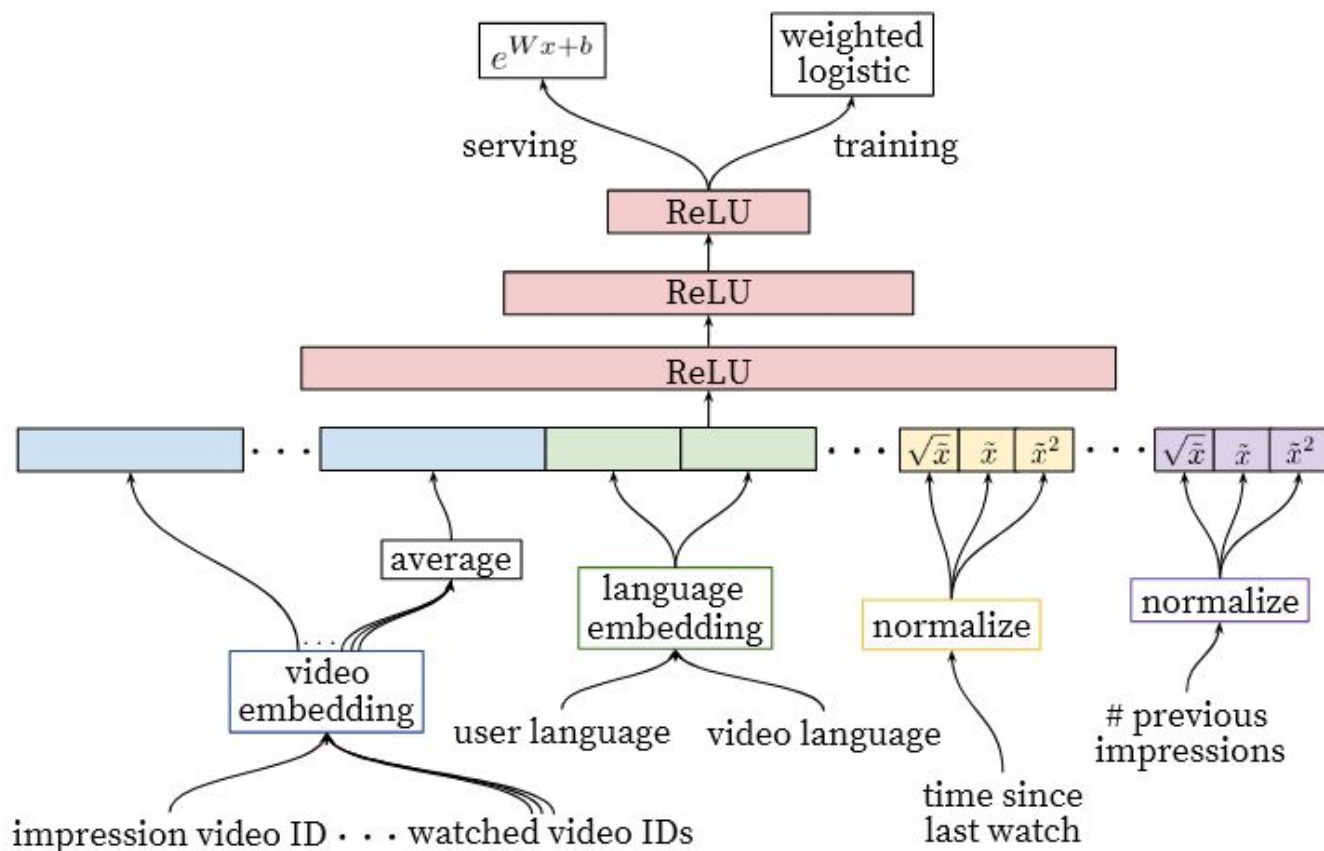 e^{Wx+b}
weighted
logistic
serving
training
ReLU
ReLU
ReLU
. . .
. . .
√x̃ x̃ x̃²
. . .
√x̃ x̃ x̃²
average
language
embedding
normalize
normalize
. . . .
video
embedding
user language
video language
# previous
impressions
time since
last watch
impression video ID . . . watched video IDs